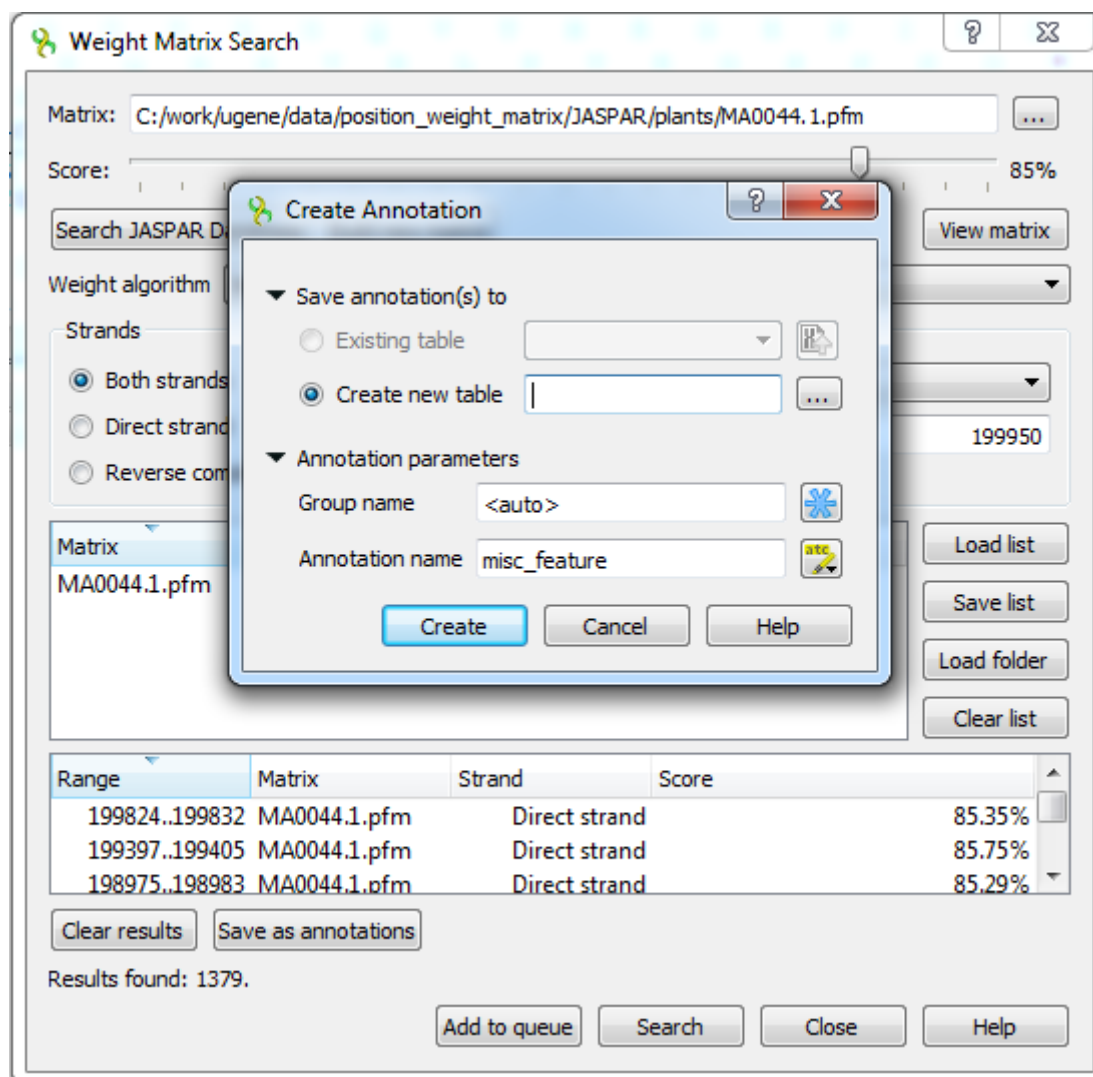 Weight Matrix Search
Matrix: C:/work/ugene/data/position_weight_matrix/JASPAR/plants/MA0044.1.pfm ...
Score: 85%
Search JASPAR View matrix
Weight algorithm
Strands
Both strands
Direct strand 199950
Reverse
Create Annotation
Save annotation(s) to
Existing table
Create new table ...
Annotation parameters
Group name <auto>
Annotation name misc_feature
Create Cancel Help
Matrix
MA0044.1.pfm
Load list
Save list
Load folder
Clear list
Range Matrix Strand Score
199824..199832 MA0044.1.pfm Direct strand 85.35%
199397..199405 MA0044.1.pfm Direct strand 85.75%
198975..198983 MA0044.1.pfm Direct strand 85.29%
Clear results Save as annotations
Results found: 1379.
Add to queue Search Close Help